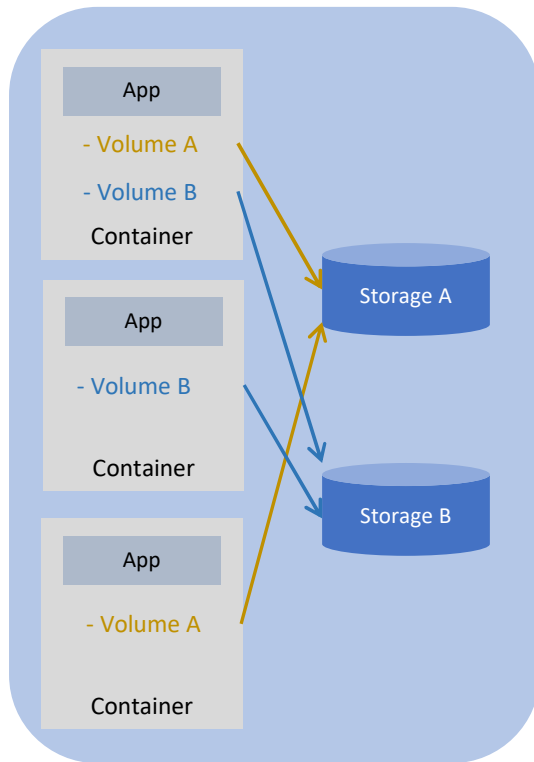 App
- Volume A
- Volume B
Container
App
- Volume B
Container
App
- Volume A
Container
Storage A
Storage B